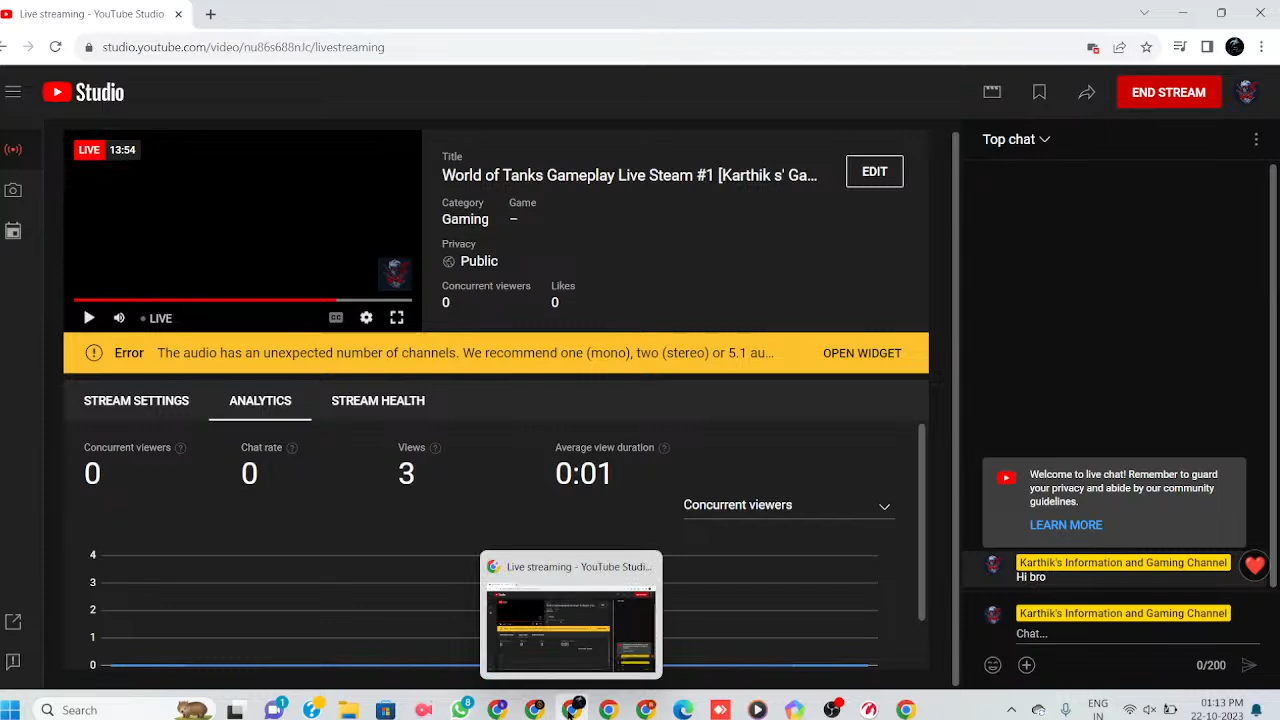 Live streaming - YouTube Studio
studio.youtube.com/video/nu86s688nJc/livestreaming
Studio
END STREAM
LIVE 13:54
Title
World of Tanks Gameplay Live Steam #1 [Karthik s' Ga...
EDIT
Category Game
Gaming –
Privacy
Public
Concurrent viewers Likes
0 0
LIVE
Top chat
Error The audio has an unexpected number of channels. We recommend one (mono), two (stereo) or 5.1 au... OPEN WIDGET
STREAM SETTINGS ANALYTICS STREAM HEALTH
Concurrent viewers Chat rate Views Average view duration
0 0 3 0:01
Concurrent viewers
4
3
2
1
0
Live streaming - YouTube Studi...
Welcome to live chat! Remember to guard
your privacy and abide by our community
guidelines.
LEARN MORE
Karthik's Information and Gaming Channel
Hi bro
Karthik's Information and Gaming Channel
Chat...
0/200
Search
ENG
IN
01:13 PM
22-10-2023